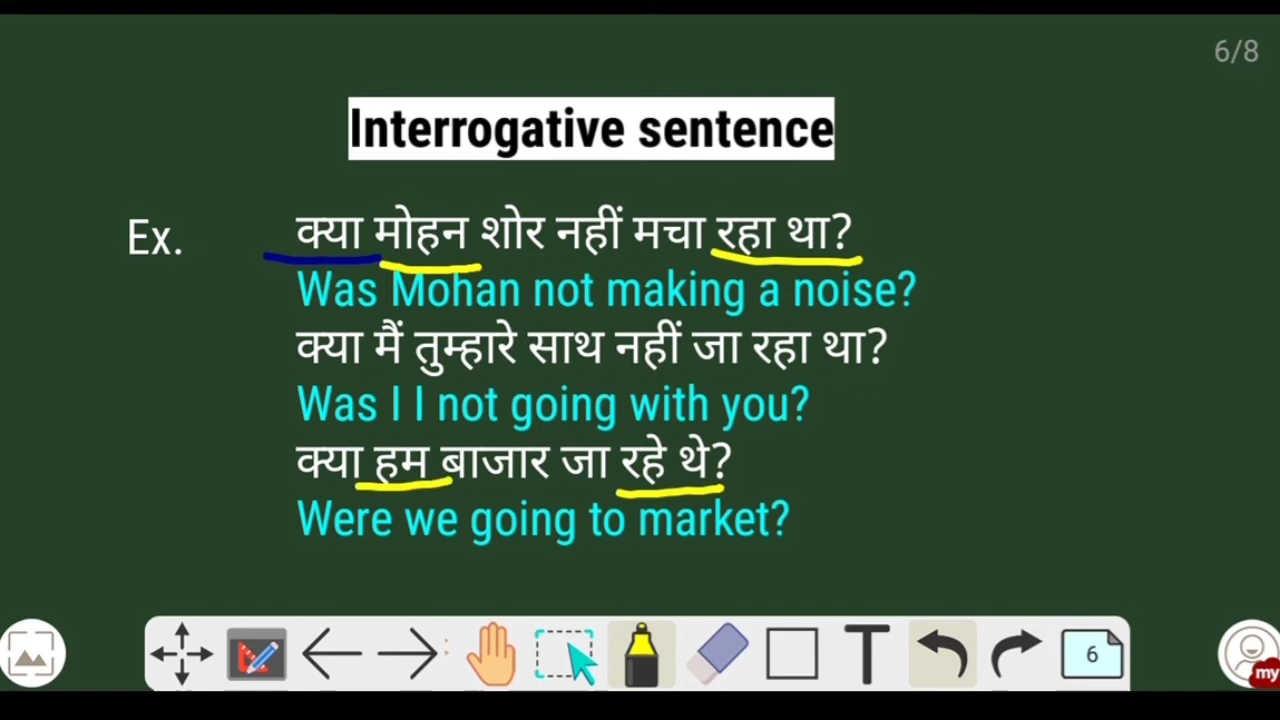 6/8
Interrogative sentence
Ex. क्या मोहन शोर नहीं मचा रहा था?
Was Mohan not making a noise?
क्या मैं तुम्हारे साथ नहीं जा रहा था?
Was I I not going with you?
क्या हम बाजार जा रहे थे?
Were we going to market?
T
6
my